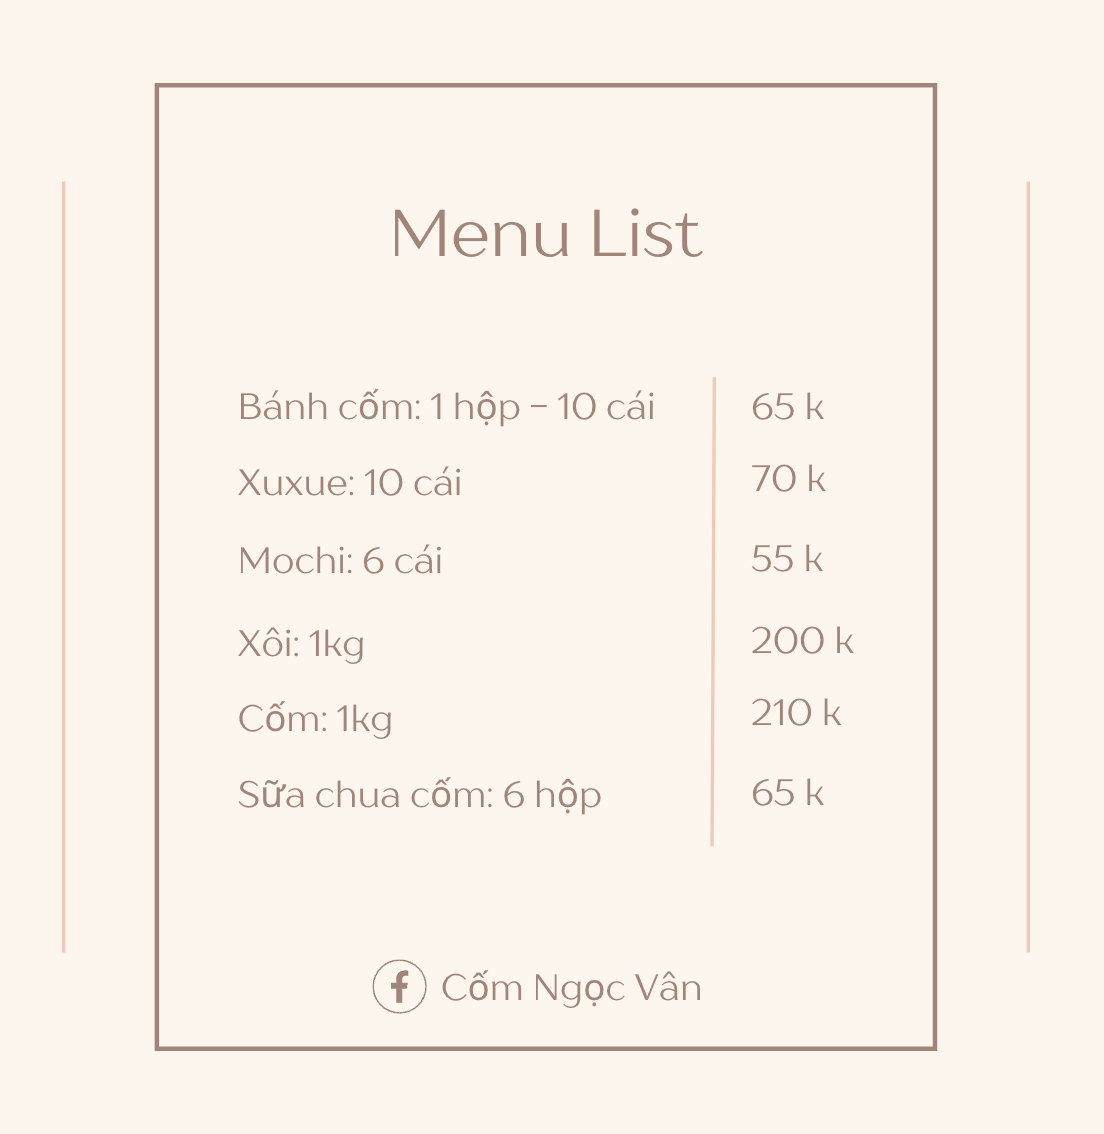 Menu List
Bánh cốm: 1 hộp – 10 cái 65 k
Xuxue: 10 cái 70 k
Mochi: 6 cái 55 k
Xôi: 1kg 200 k
Cốm: 1kg 210 k
Sữa chua cốm: 6 hộp 65 k
Cốm Ngọc Vân